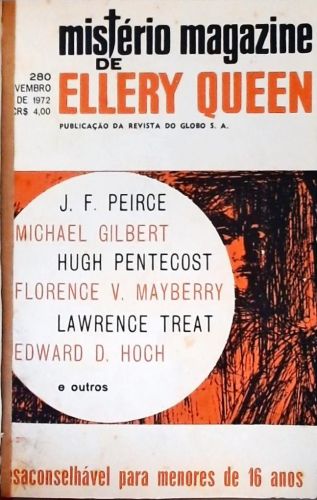 mistério magazine
DE
ELLERY QUEEN
280
VEMBRO
DE 1972
CR$ 4,00
PUBLICAÇÃO DA REVISTA DO GLOBO S. A.
J. F. PEIRCE
MICHAEL GILBERT
HUGH PENTECOST
FLORENCE V. MAYBERRY
LAWRENCE TREAT
EDWARD D. HOCH
e outros
esaconselhável para menores de 16 anos